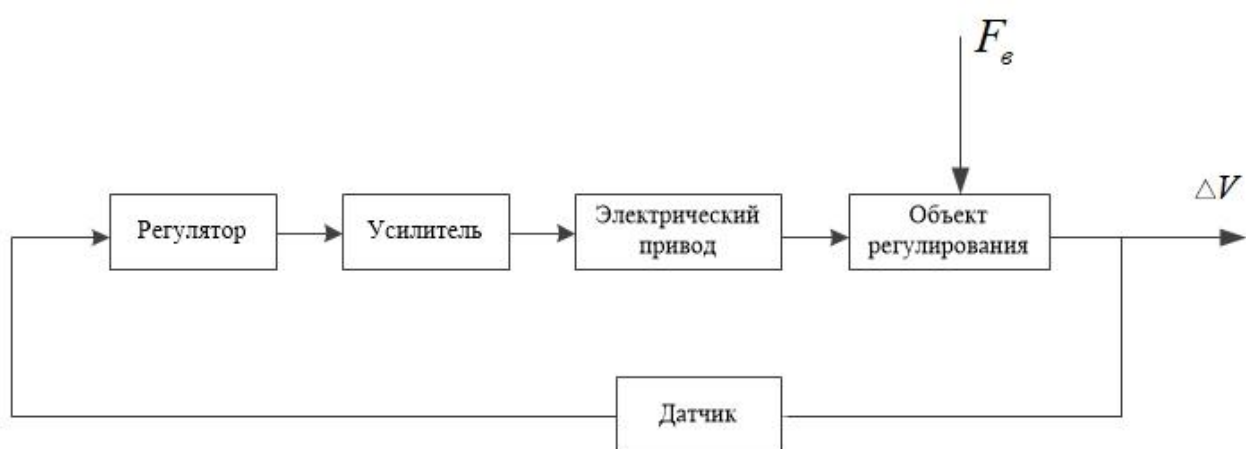 Fв
△V
Регулятор
Усилитель
Электрический
привод
Объект
регулирования
Датчик